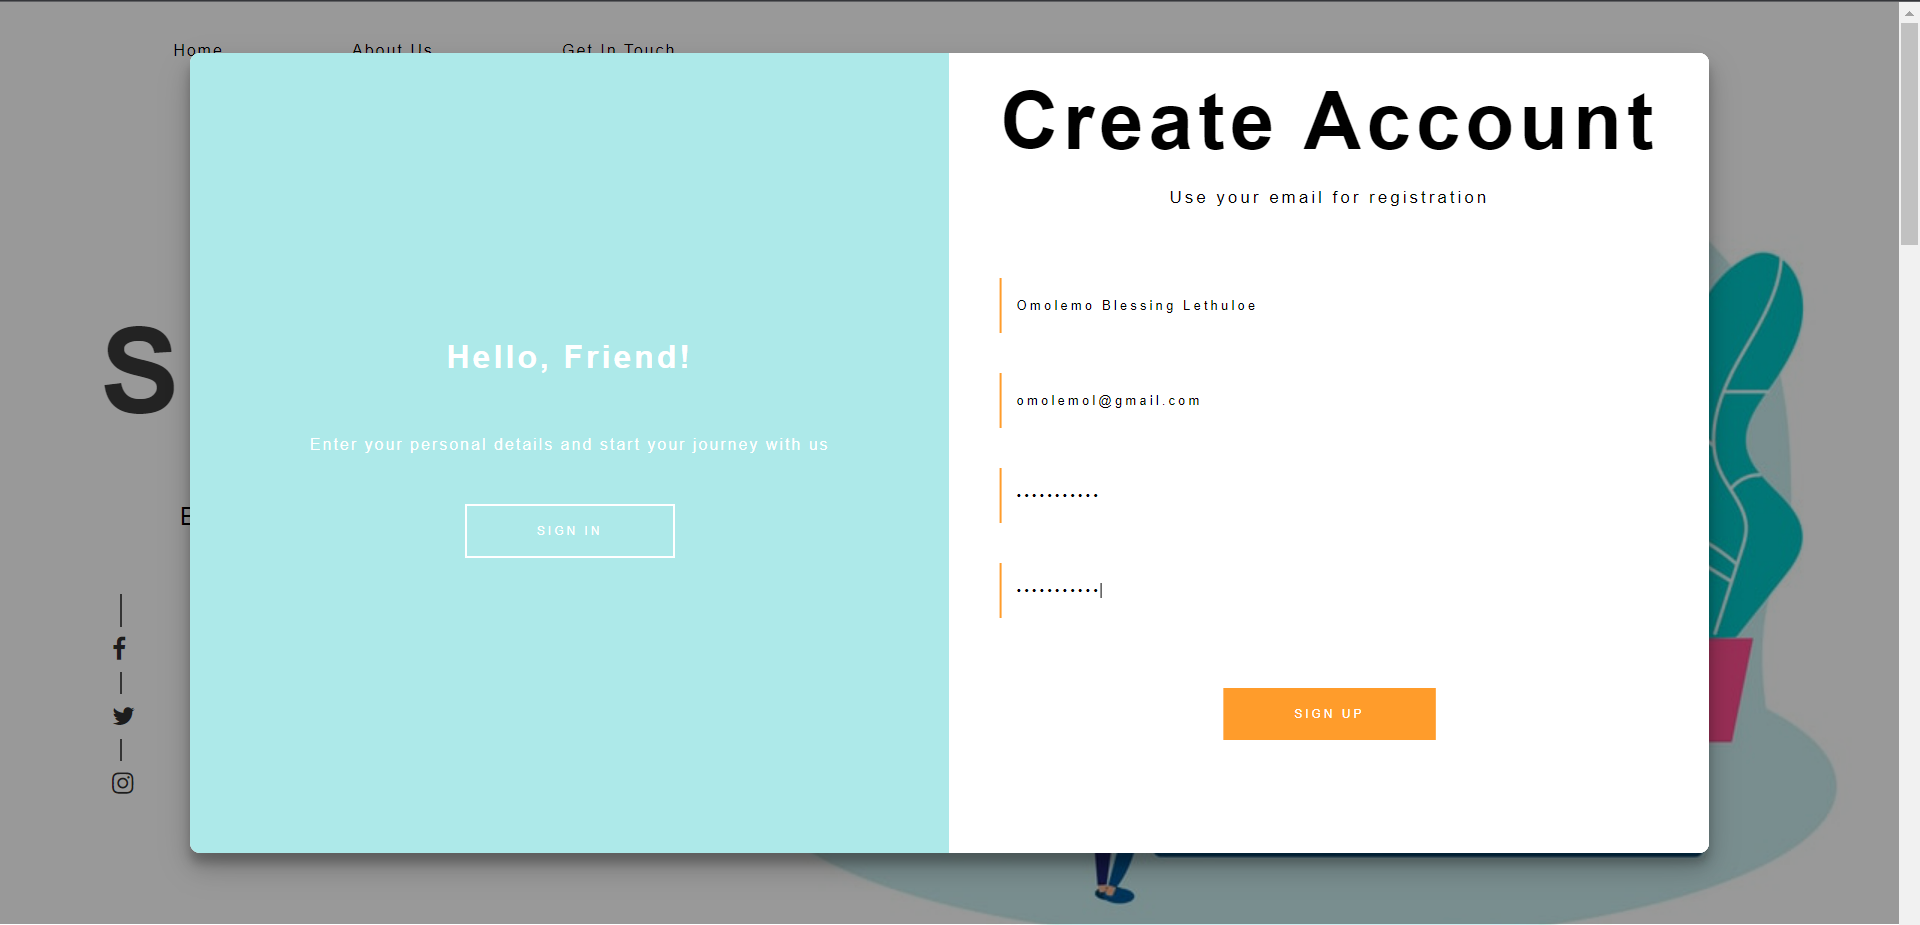 Home About Us Get In Touch
Create Account
Use your email for registration
Omolemo Blessing Lethuloe
S
Hello, Friend!
omolemol@gmail.com
Enter your personal details and start your journey with us
...........
E
SIGN IN
...........
SIGN UP